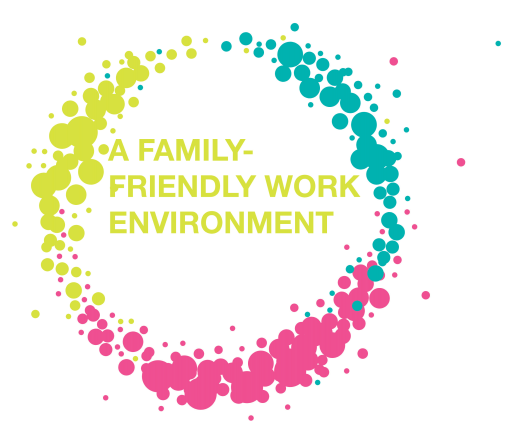 A FAMILY-
FRIENDLY WORK
ENVIRONMENT